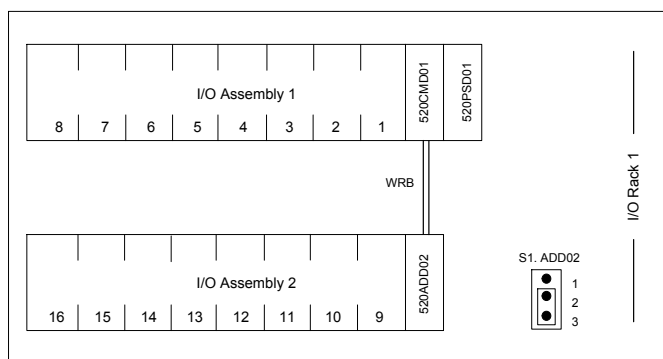 I/O Assembly 1
8 7 6 5 4 3 2 1
520CMD01
520PSD01
WRB
I/O Rack 1
I/O Assembly 2
16 15 14 13 12 11 10 9
520ADD02
S1. ADD02
1
2
3